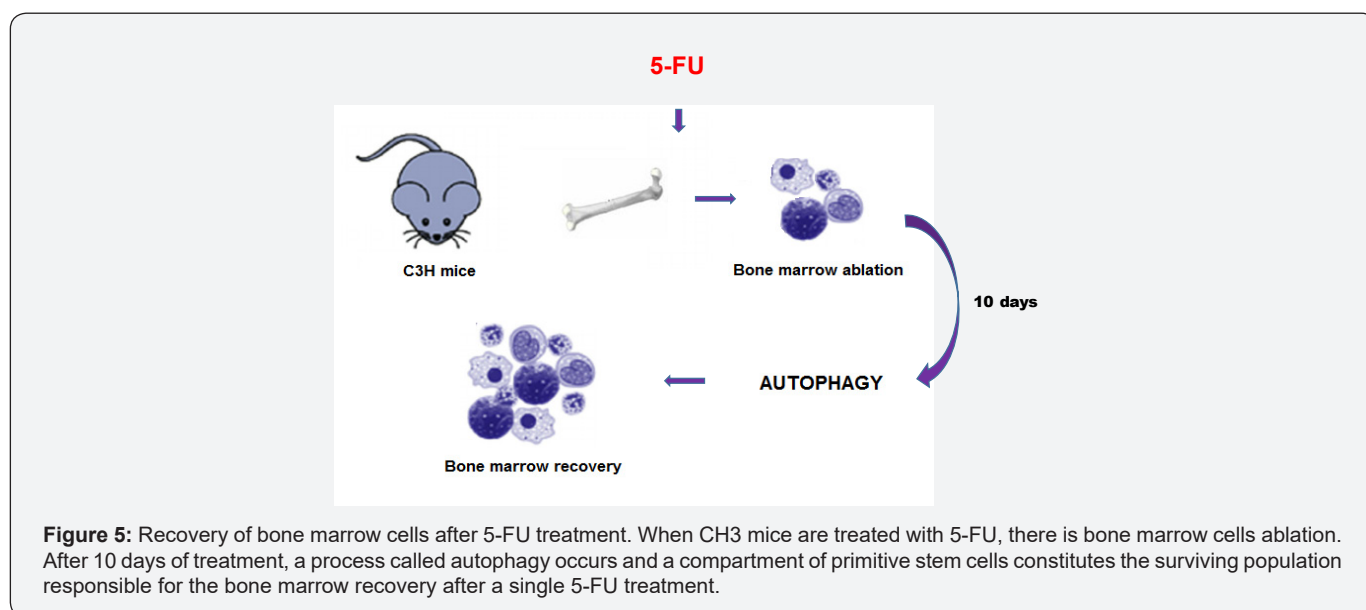 5-FU
C3H mice
Bone marrow ablation
10 days
AUTOPHAGY
Bone marrow recovery
Figure 5: Recovery of bone marrow cells after 5-FU treatment. When CH3 mice are treated with 5-FU, there is bone marrow cells ablation.
After 10 days of treatment, a process called autophagy occurs and a compartment of primitive stem cells constitutes the surviving population
responsible for the bone marrow recovery after a single 5-FU treatment.